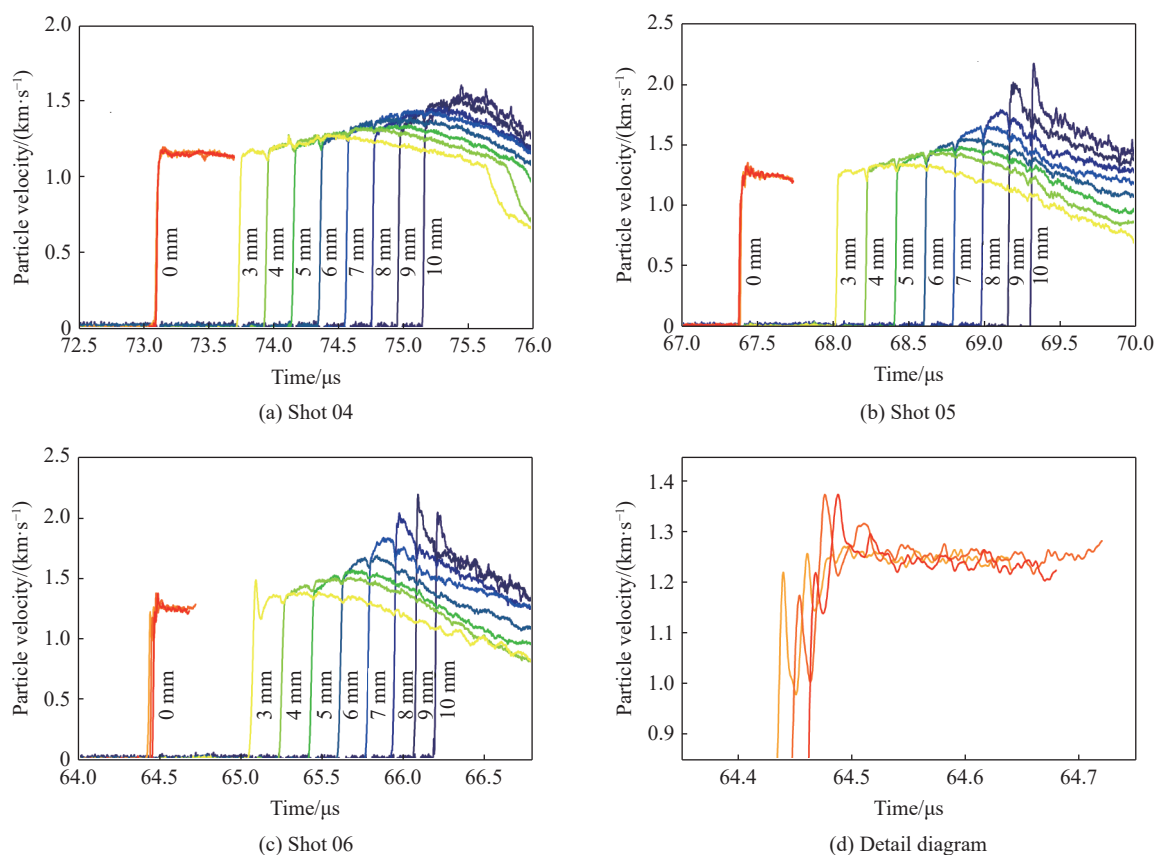 Particle velocity/(km·s⁻¹)
2.0
1.5
1.0
0.5
0
0 mm
3 mm
4 mm
5 mm
6 mm
7 mm
8 mm
9 mm
10 mm
72.5 73.0 73.5 74.0 74.5 75.0 75.5 76.0
Time/μs
(a) Shot 04
Particle velocity/(km·s⁻¹)
2.5
2.0
1.5
1.0
0.5
0
0 mm
3 mm
4 mm
5 mm
6 mm
7 mm
8 mm
9 mm
10 mm
67.0 67.5 68.0 68.5 69.0 69.5 70.0
Time/μs
(b) Shot 05
Particle velocity/(km·s⁻¹)
2.5
2.0
1.5
1.0
0.5
0
0 mm
3 mm
4 mm
5 mm
6 mm
7 mm
8 mm
9 mm
10 mm
64.0 64.5 65.0 65.5 66.0 66.5
Time/μs
(c) Shot 06
Particle velocity/(km·s⁻¹)
1.4
1.3
1.2
1.1
1.0
0.9
64.4 64.5 64.6 64.7
Time/μs
(d) Detail diagram